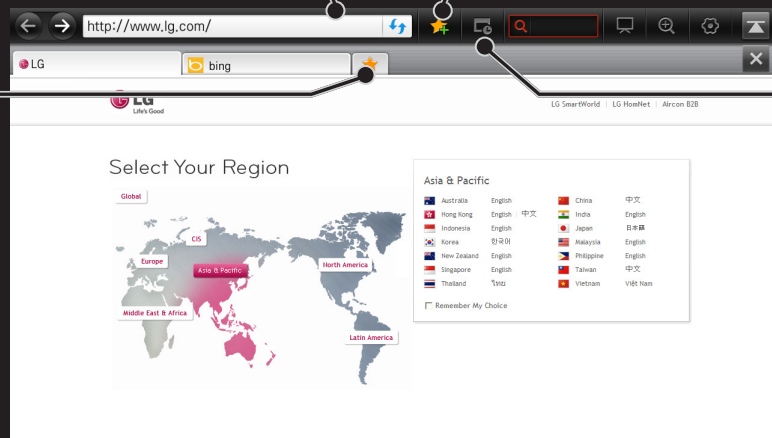 http://www.lg.com/
LG
bing
LG
Life's Good
LG SmartWorld | LG HomNet | Aircon B2B
Select Your Region
Global
CIS
Europe
Asia & Pacific
North America
Middle East & Africa
Latin America
Asia & Pacific
Australia English China 中文
Hong Kong English | 中文 India English
Indonesia English Japan 日本語
Korea 한국어 Malaysia English
New Zealand English Philippine English
Singapore English Taiwan 中文
Thailand ไทย Vietnam Việt Nam
Remember My Choice